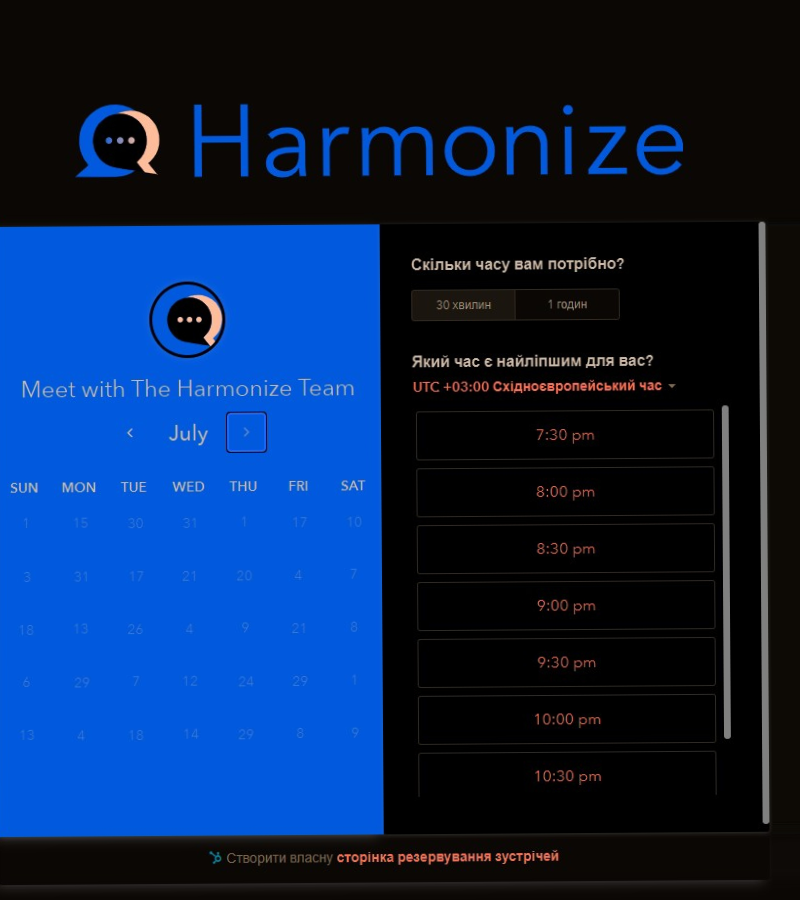 Harmonize
Meet with The Harmonize Team
July
SUN MON TUE WED THU FRI SAT
1 15 30 31 1 17 10
3 31 17 21 20 4 7
18 13 26 4 9 21 8
6 29 7 12 24 29 1
13 4 18 14 29 8 9
Скільки часу вам потрібно?
30 хвилин 1 годин
Який час є найліпшим для вас?
UTC +03:00 Східноєвропейський час
7:30 pm
8:00 pm
8:30 pm
9:00 pm
9:30 pm
10:00 pm
10:30 pm
Створити власну сторінка резервування зустрічей